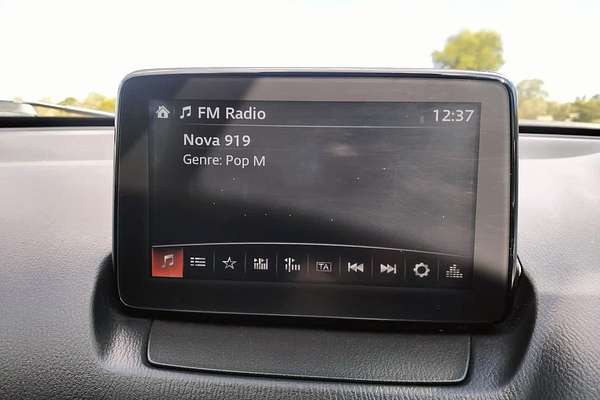 FM Radio 12:37
Nova 919
Genre: Pop M
TA